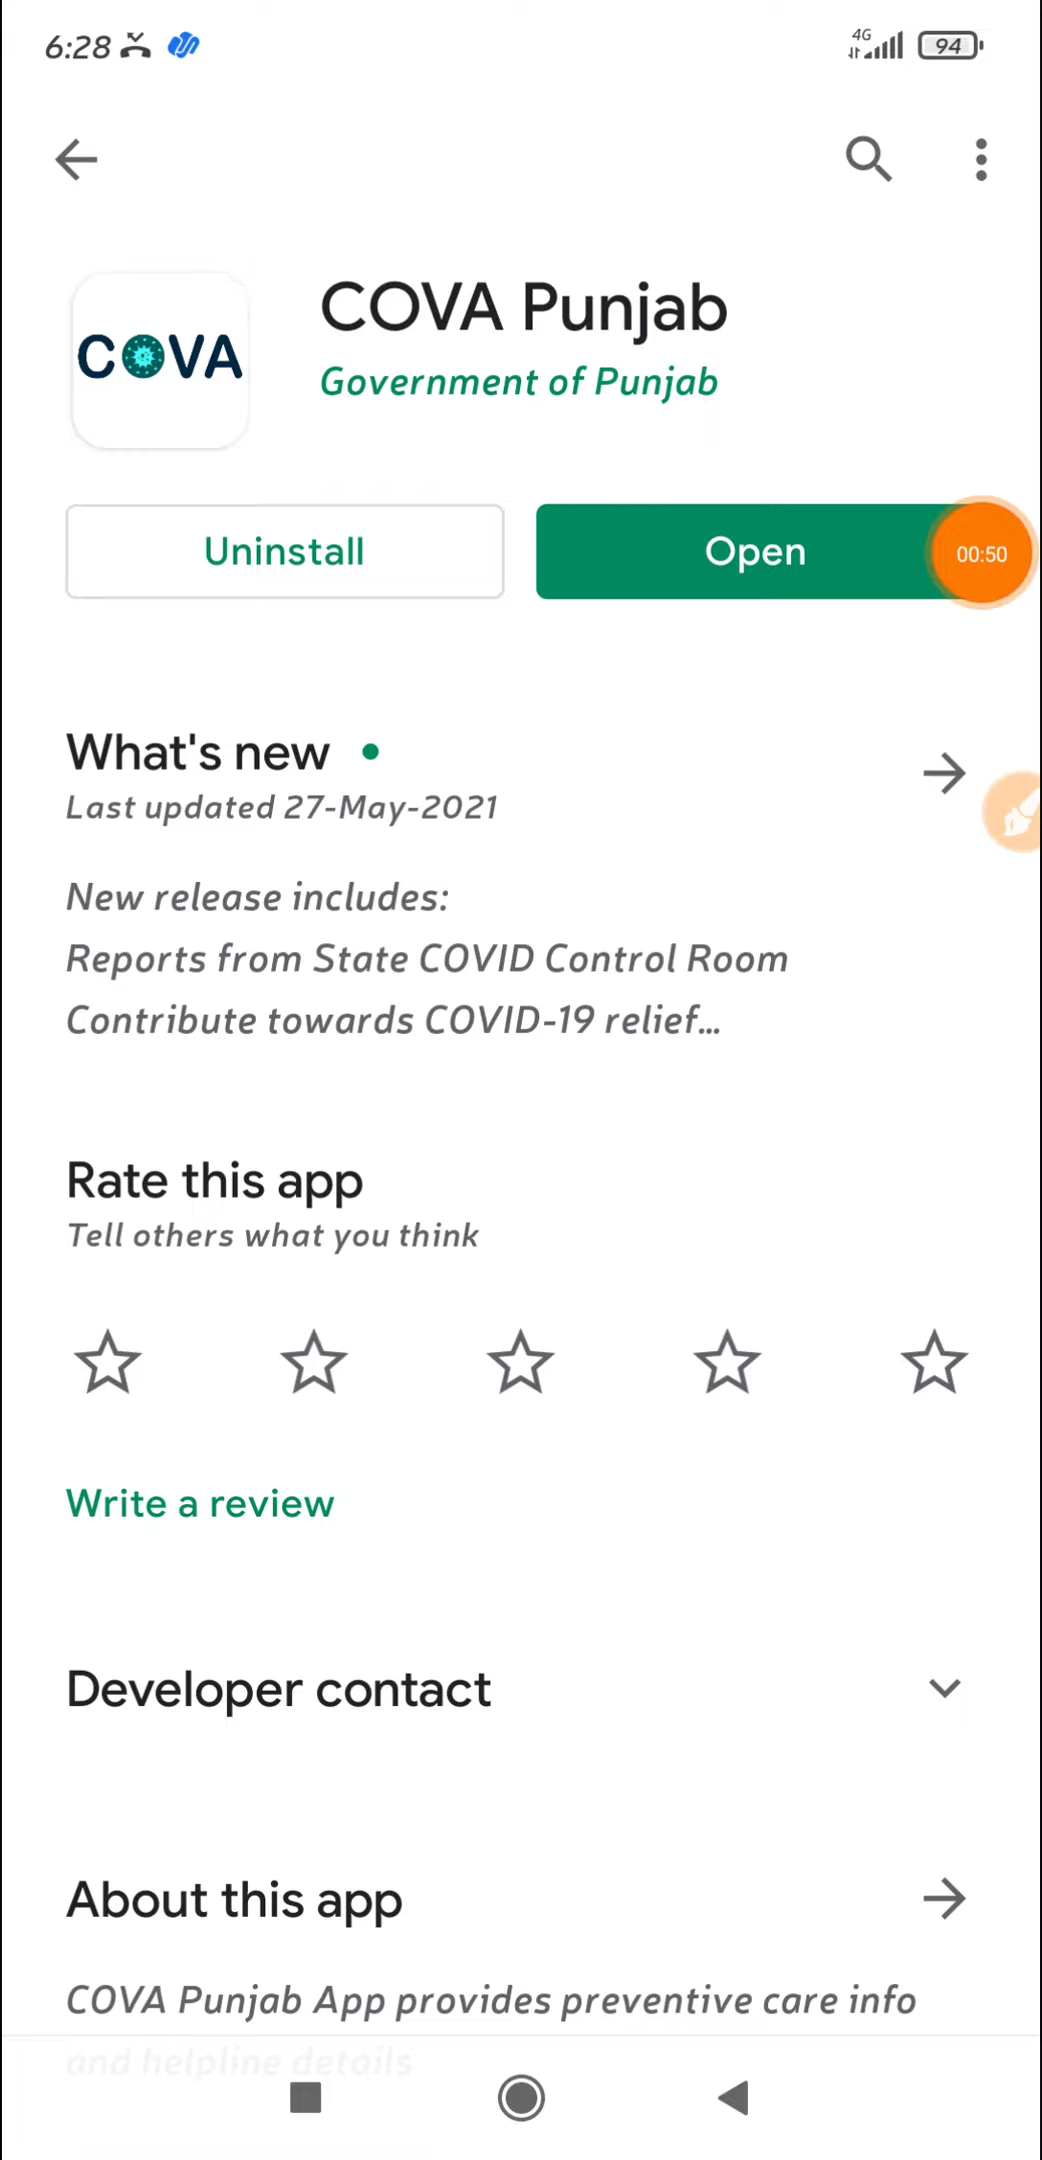 6:28
4G
94
COVA
COVA Punjab
Government of Punjab
Uninstall
Open
00:50
What's new
Last updated 27-May-2021
New release includes:
Reports from State COVID Control Room
Contribute towards COVID-19 relief...
Rate this app
Tell others what you think
Write a review
Developer contact
About this app
COVA Punjab App provides preventive care info
and helpline details